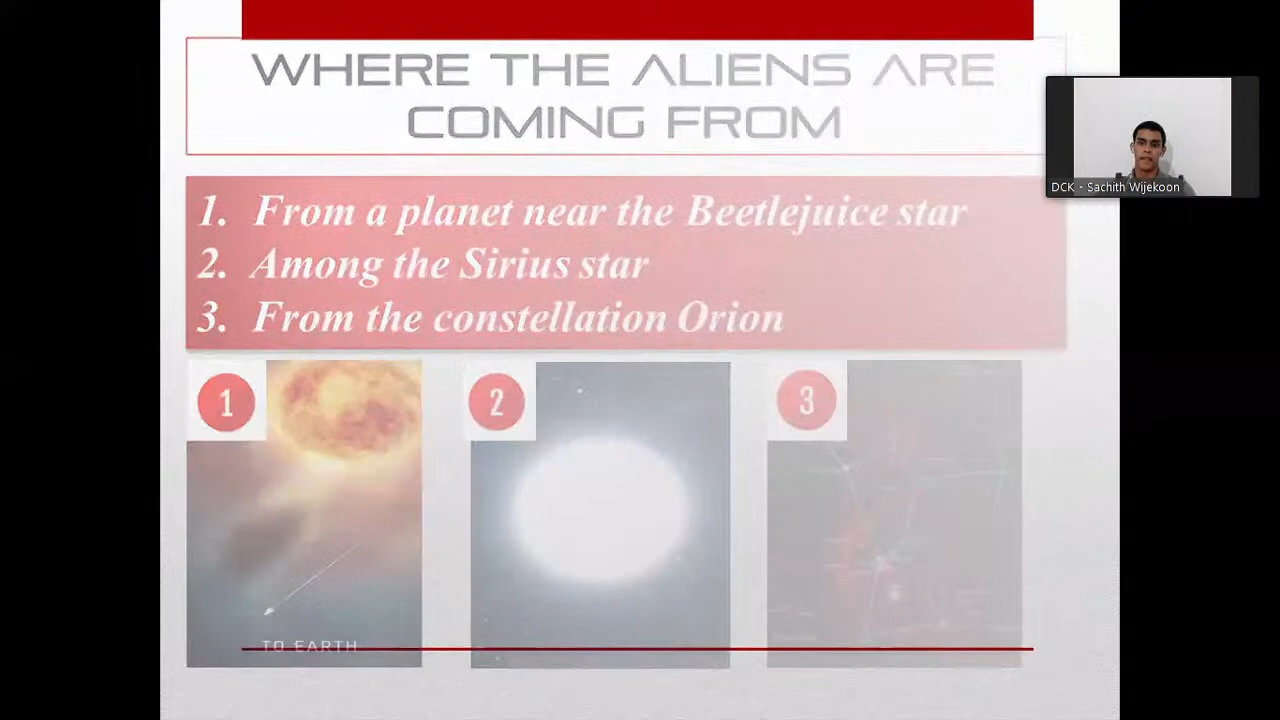 WHERE THE ALIENS ARE
COMING FROM
DCK - Sachith Wijekoon
1. From a planet near the Beetlejuice star
2. Among the Sirius star
3. From the constellation Orion
1
2
3
TO EARTH